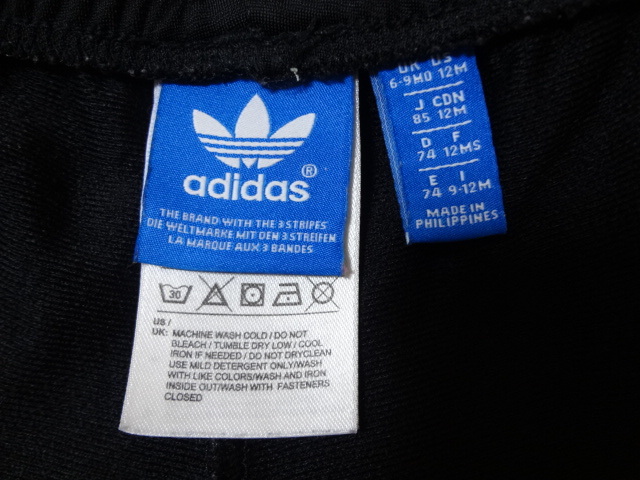 adidas®
THE BRAND WITH THE 3 STRIPES
DIE WELTMARKE MIT DEN 3 STREIFEN
LA MARQUE AUX 3 BANDES
30
US /
UK: MACHINE WASH COLD / DO NOT
BLEACH / TUMBLE DRY LOW / COOL
IRON IF NEEDED / DO NOT DRYCLEAN
USE MILD DETERGENT ONLY/WASH
WITH LIKE COLORS/WASH AND IRON
INSIDE OUT/WASH WITH FASTENERS
CLOSED
UK US
6-9M0 12M
J CDN
85 12M
D F
74 12MS
E I
74 9-12M
MADE IN
PHILIPPINES